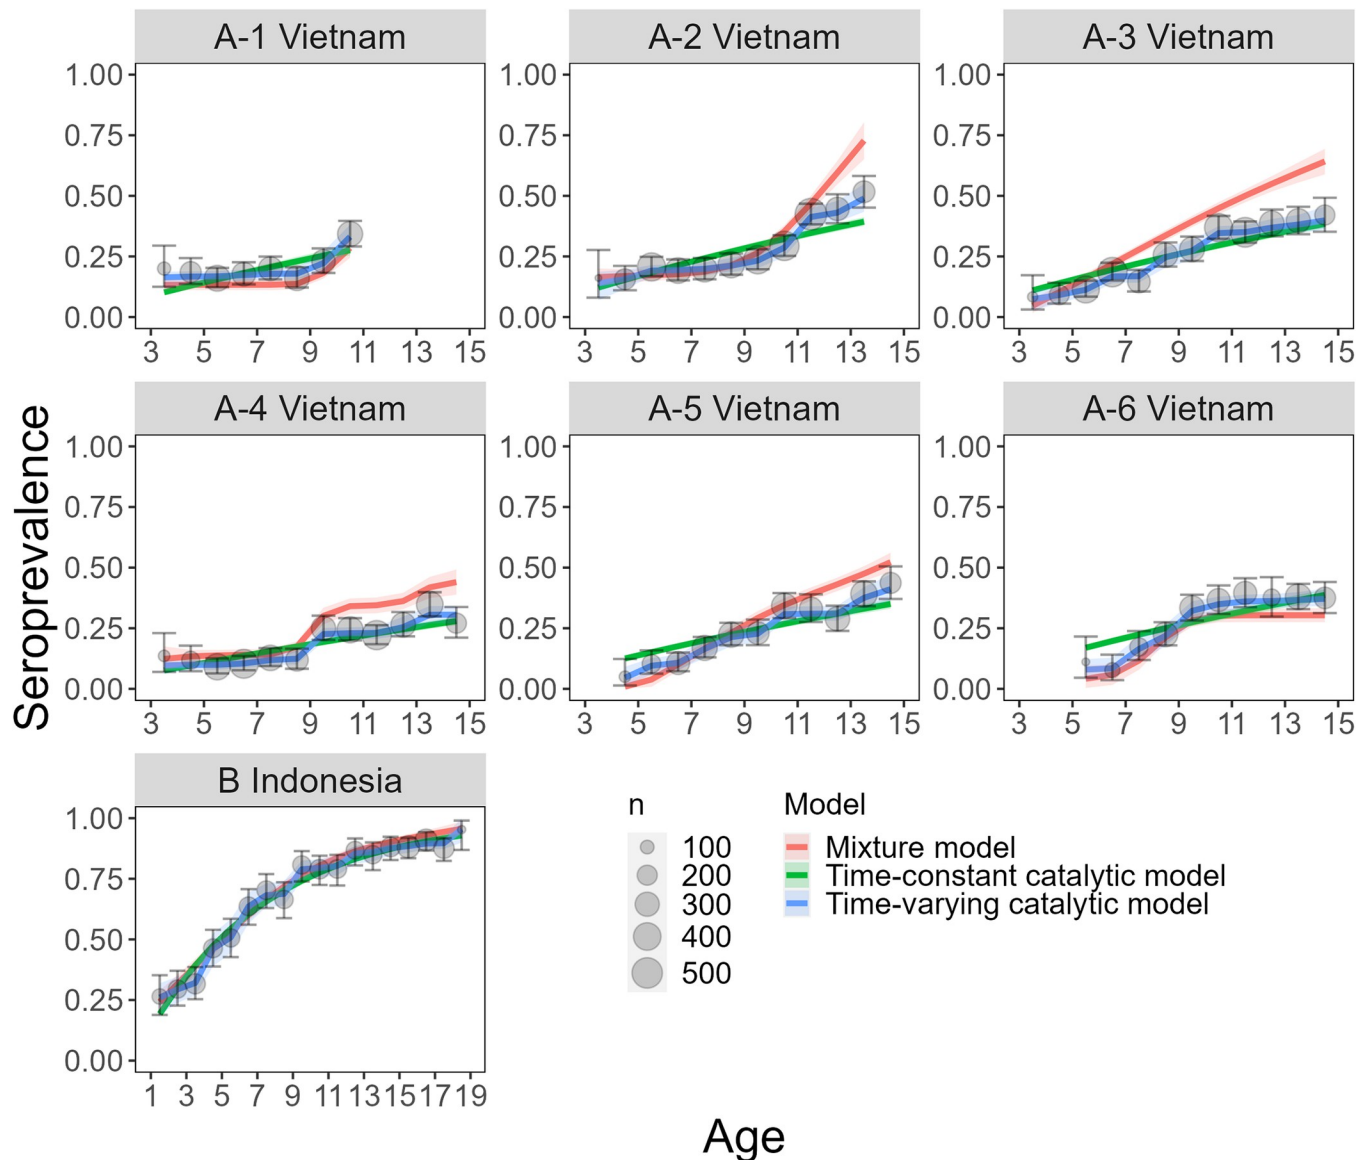 A-1 Vietnam
A-2 Vietnam
A-3 Vietnam
1.00 1.00 1.00
0.75 0.75 0.75
0.50 0.50 0.50
0.25 0.25 0.25
0.00 0.00 0.00
3 5 7 9 11 13 15 3 5 7 9 11 13 15 3 5 7 9 11 13 15
Seroprevalence
A-4 Vietnam
A-5 Vietnam
A-6 Vietnam
1.00 1.00 1.00
0.75 0.75 0.75
0.50 0.50 0.50
0.25 0.25 0.25
0.00 0.00 0.00
3 5 7 9 11 13 15 3 5 7 9 11 13 15 3 5 7 9 11 13 15
B Indonesia
1.00
0.75
0.50
0.25
0.00
1 3 5 7 9 11 13 15 17 19
n
100
200
300
400
500
Model
Mixture model
Time-constant catalytic model
Time-varying catalytic model
Age